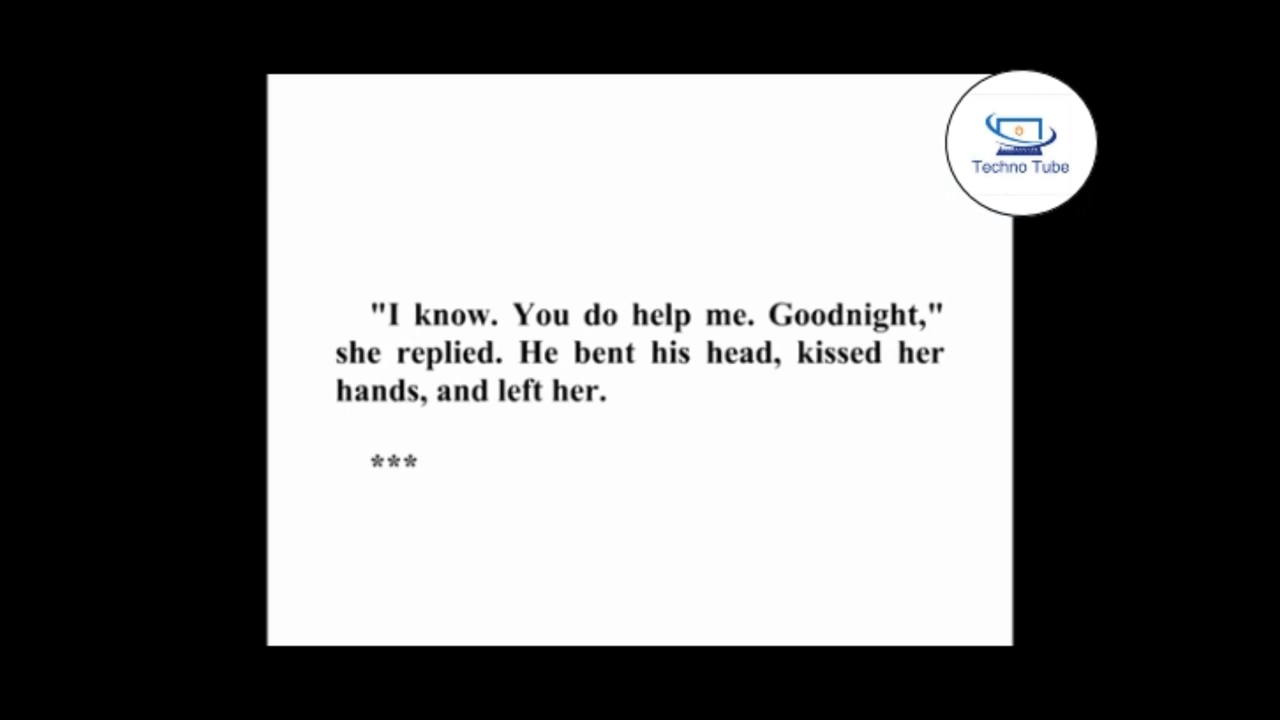 Techno Tube
"I know. You do help me. Goodnight,"
she replied. He bent his head, kissed her
hands, and left her.
***